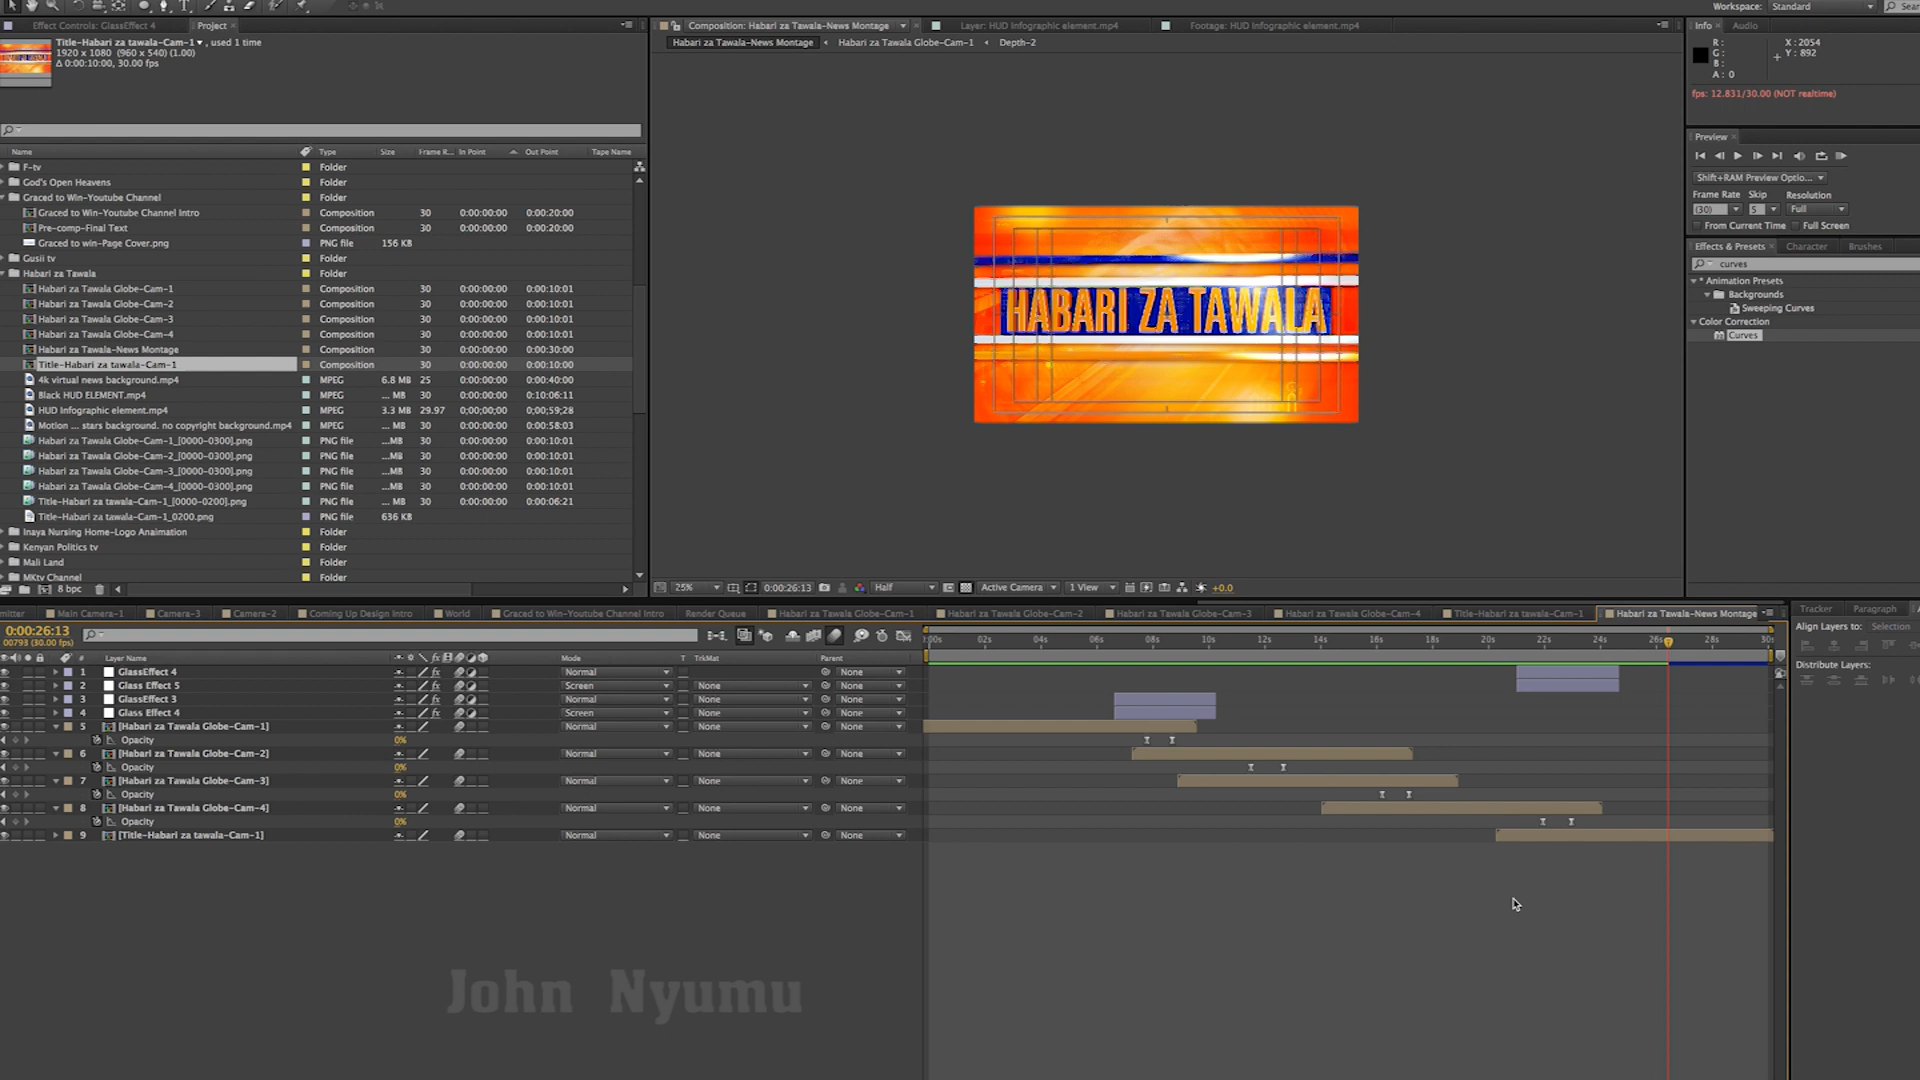 Workspace: Standard
Effect Controls: GlassEffect 4
Project
Title-Habari za tawala-Cam-1 , used 1 time
1920 x 1080 (960 x 540) (1.00)
Δ 0:00:10:00, 30.00 fps
Name Type Size Frame R... In Point Out Point Tape Name
F-tv Folder
God's Open Heavens Folder
Graced to Win-Youtube Channel Folder
Graced to Win-Youtube Channel Intro Composition 30 0:00:00:00 0:00:20:00
Pre-comp-Final Text Composition 30 0:00:00:00 0:00:20:00
Graced to win-Page Cover.png PNG file 156 KB
Gusii tv Folder
Habari za Tawala Folder
Habari za Tawala Globe-Cam-1 Composition 30 0:00:00:00 0:00:10:01
Habari za Tawala Globe-Cam-2 Composition 30 0:00:00:00 0:00:10:01
Habari za Tawala Globe-Cam-3 Composition 30 0:00:00:00 0:00:10:01
Habari za Tawala Globe-Cam-4 Composition 30 0:00:00:00 0:00:10:01
Habari za Tawala-News Montage Composition 30 0:00:00:00 0:00:30:00
Title-Habari za tawala-Cam-1 Composition 30 0:00:00:00 0:00:10:00
4k virtual news background.mp4 MPEG 6.8 MB 25 0:00:00:00 0:00:40:00
Black HUD ELEMENT.mp4 MPEG ... MB 30 0:00:00:00 0:10:06:11
HUD Infographic element.mp4 MPEG 3.3 MB 29.97 0;00;00;00 0;00;59;28
Motion ... stars background. no copyright background.mp4 MPEG ... MB 30 0:00:00:00 0:00:58:03
Habari za Tawala Globe-Cam-1_[0000-0300].png PNG file ...MB 30 0:00:00:00 0:00:10:01
Habari za Tawala Globe-Cam-2_[0000-0300].png PNG file ...MB 30 0:00:00:00 0:00:10:01
Habari za Tawala Globe-Cam-3_[0000-0300].png PNG file ...MB 30 0:00:00:00 0:00:10:01
Habari za Tawala Globe-Cam-4_[0000-0300].png PNG file ...MB 30 0:00:00:00 0:00:10:01
Title-Habari za tawala-Cam-1_[0000-0200].png PNG file ... MB 30 0:00:00:00 0:00:06:21
Title-Habari za tawala-Cam-1_0200.png PNG file 636 KB
Inaya Nursing Home-Logo Anaimation Folder
Kenyan Politics tv Folder
Mali Land Folder
MKtv Channel Folder
8 bpc
Composition: Habari za Tawala-News Montage
Layer: HUD Infographic element.mp4
Footage: HUD Infographic element.mp4
Habari za Tawala-News Montage Habari za Tawala Globe-Cam-1 Depth-2
HABARI ZA TAWALA
25% 0:00:26:13 Half Active Camera 1 View +0.0
Info Audio
R: X: 2054
G: Y: 892
B:
A: 0
fps: 12.831/30.00 (NOT realtime)
Preview
Shift+RAM Preview Optio...
Frame Rate Skip Resolution
(30) 5 Full
From Current Time Full Screen
Effects & Presets Character Brushes
curves
* Animation Presets
Backgrounds
Sweeping Curves
Color Correction
Curves
Main Camera-1 Camera-3 Camera-2 Coming Up Design Intro World Graced to Win-Youtube Channel Intro Render Queue Habari za Tawala Globe-Cam-1 Habari za Tawala Globe-Cam-2 Habari za Tawala Globe-Cam-3 Habari za Tawala Globe-Cam-4 Title-Habari za tawala-Cam-1 Habari za Tawala-News Montage
Tracker Paragraph
Align Layers to: Selection
Distribute Layers:
0:00:26:13
00793 (30.00 fps)
:00s 02s 04s 06s 08s 10s 12s 14s 16s 18s 20s 22s 24s 26s 28s 30s
# Layer Name Mode T TrkMat Parent
1 GlassEffect 4 Normal None
2 Glass Effect 5 Screen None None
3 GlassEffect 3 Normal None None
4 Glass Effect 4 Screen None None
5 [Habari za Tawala Globe-Cam-1] Normal None None
Opacity 0%
6 [Habari za Tawala Globe-Cam-2] Normal None None
Opacity 0%
7 [Habari za Tawala Globe-Cam-3] Normal None None
Opacity 0%
8 [Habari za Tawala Globe-Cam-4] Normal None None
Opacity 0%
9 [Title-Habari za tawala-Cam-1] Normal None None
John Nyumu